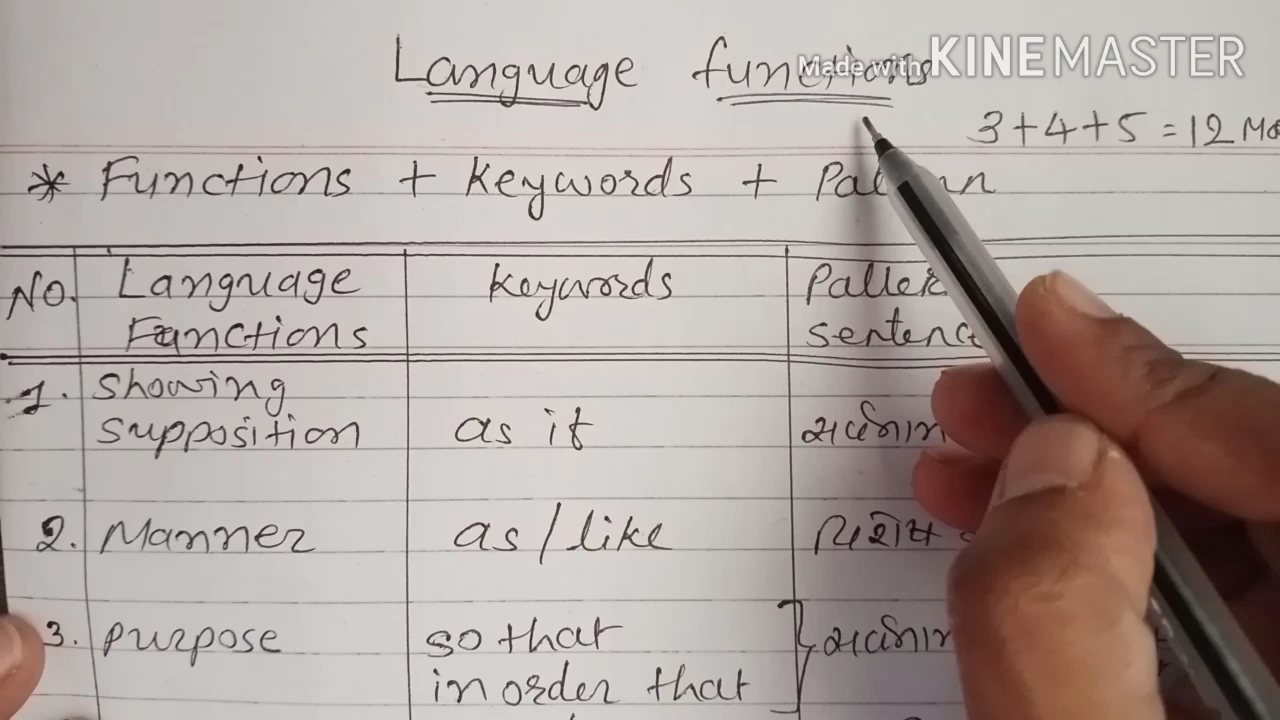 Language functions
Made with KINEMASTER
3+4+5 = 12
* Functions + Keywords +
No. Language Functions
Keywords
sentence
1. Showing
supposition
as if
2. Manner
as / like
3. purpose
so that
in order that